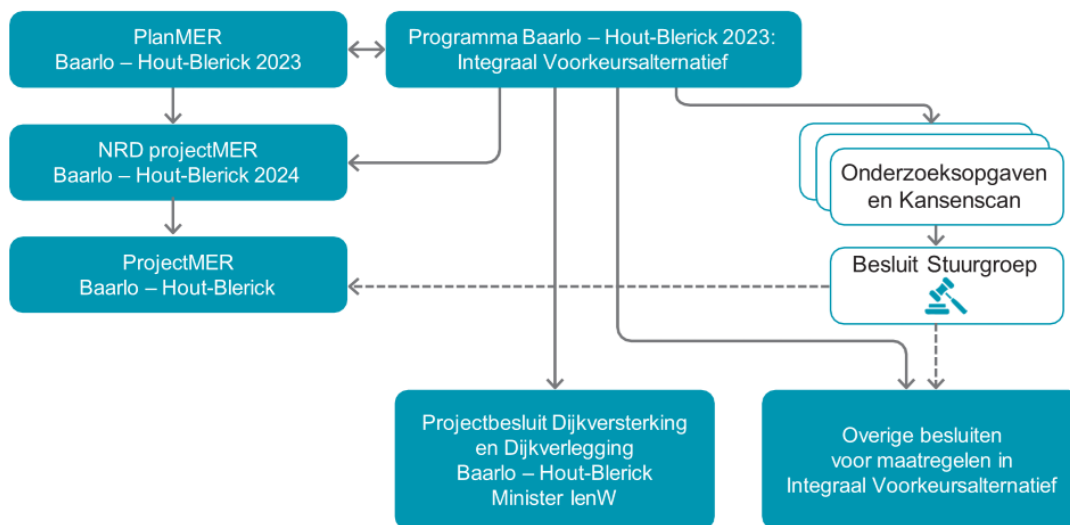 PlanMER
Baarlo – Hout-Blerick 2023
Programma Baarlo – Hout-Blerick 2023:
Integraal Voorkeursalternatief
NRD projectMER
Baarlo – Hout-Blerick 2024
Onderzoeksopgaven
en Kansenscan
ProjectMER
Baarlo – Hout-Blerick
Besluit Stuurgroep
Projectbesluit Dijkversterking
en Dijkverlegging
Baarlo – Hout-Blerick
Minister IenW
Overige besluiten
voor maatregelen in
Integraal Voorkeursalternatief